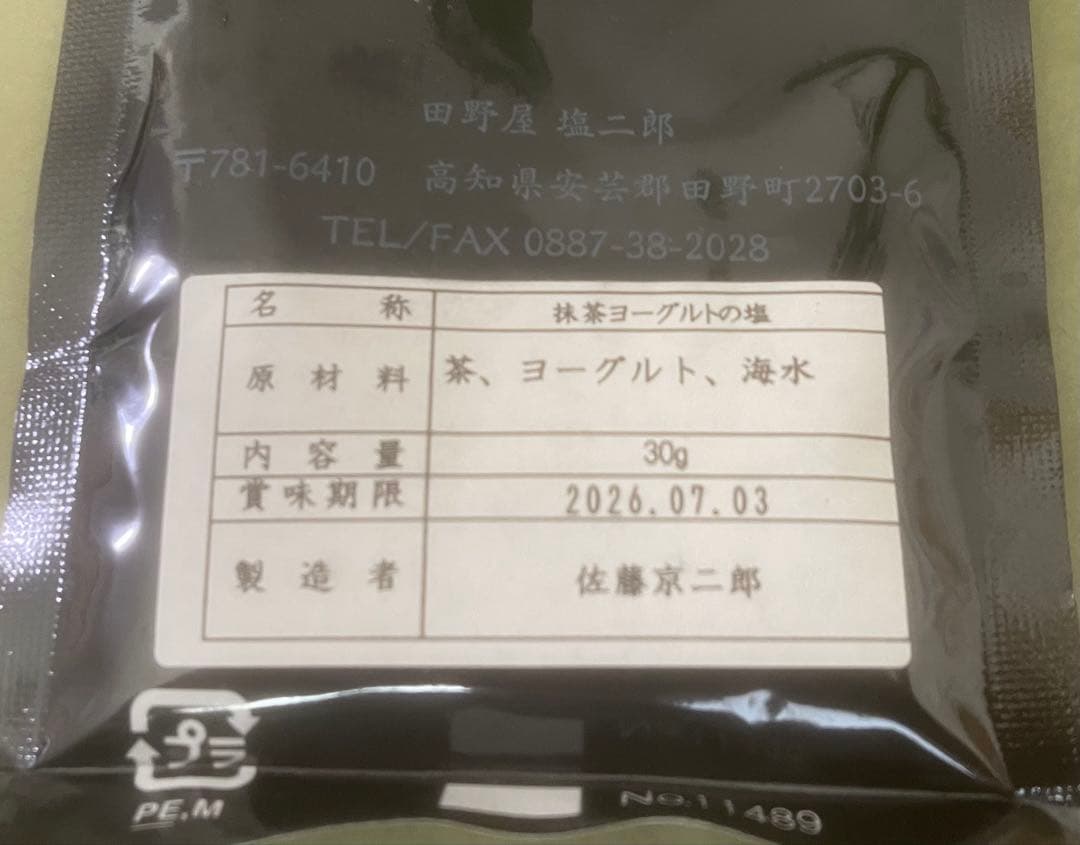 田野屋 塩二郎
〒781-6410 高知県安芸郡田野町2703-6
TEL/FAX 0887-38-2028
名称 抹茶ヨーグルトの塩
原材料 茶、ヨーグルト、海水
内容量 30g
賞味期限 2026.07.03
製造者 佐藤京二郎
プラ
PE,M
No.11489